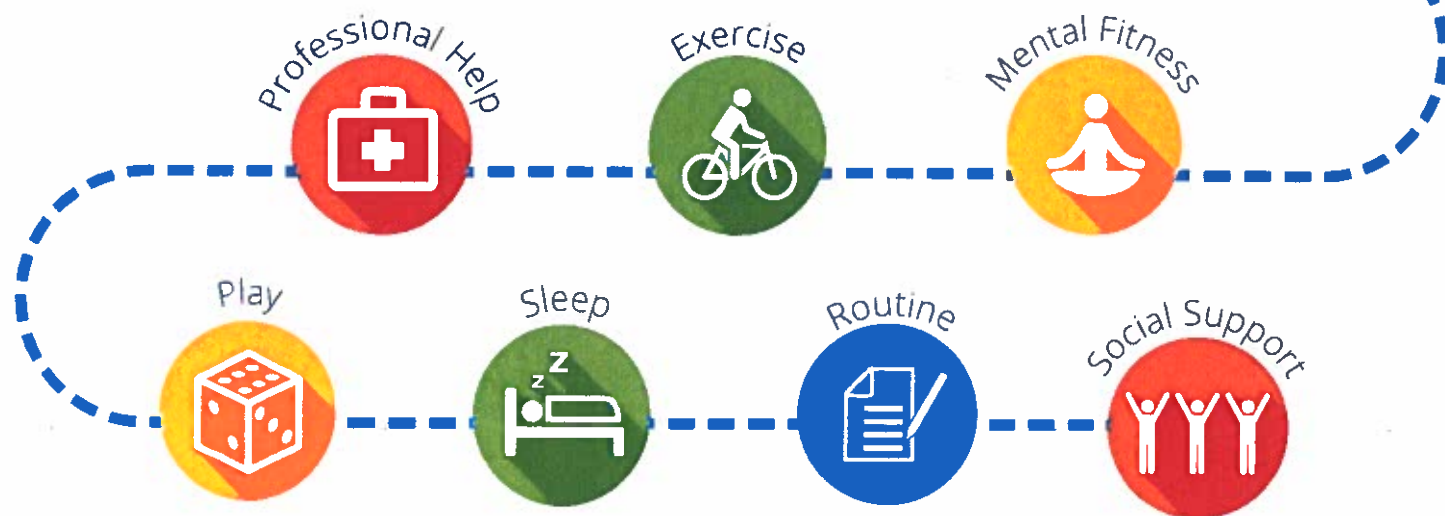 Professional Help
Exercise
Mental Fitness
Play
z
z
Sleep
Routine
Social Support